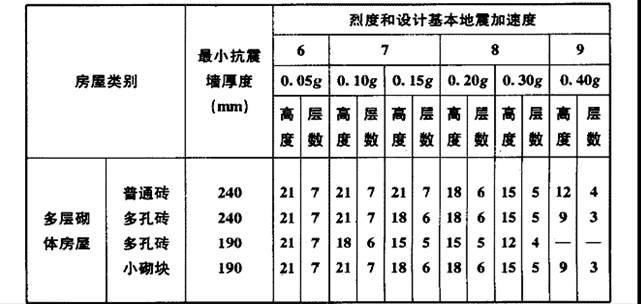 烈度和设计基本地震加速度
房屋类别 最小抗震墙厚度(mm) 6 7 8 9
0.05g 0.10g 0.15g 0.20g 0.30g 0.40g
高度 层数 高度 层数 高度 层数 高度 层数 高度 层数 高度 层数
多层砌体房屋
普通砖 240 21 7 21 7 21 7 18 6 15 5 12 4
多孔砖 240 21 7 21 7 18 6 18 6 15 5 9 3
多孔砖 190 21 7 18 6 15 5 15 5 12 4 — —
小砌块 190 21 7 21 7 18 6 18 6 15 5 9 3